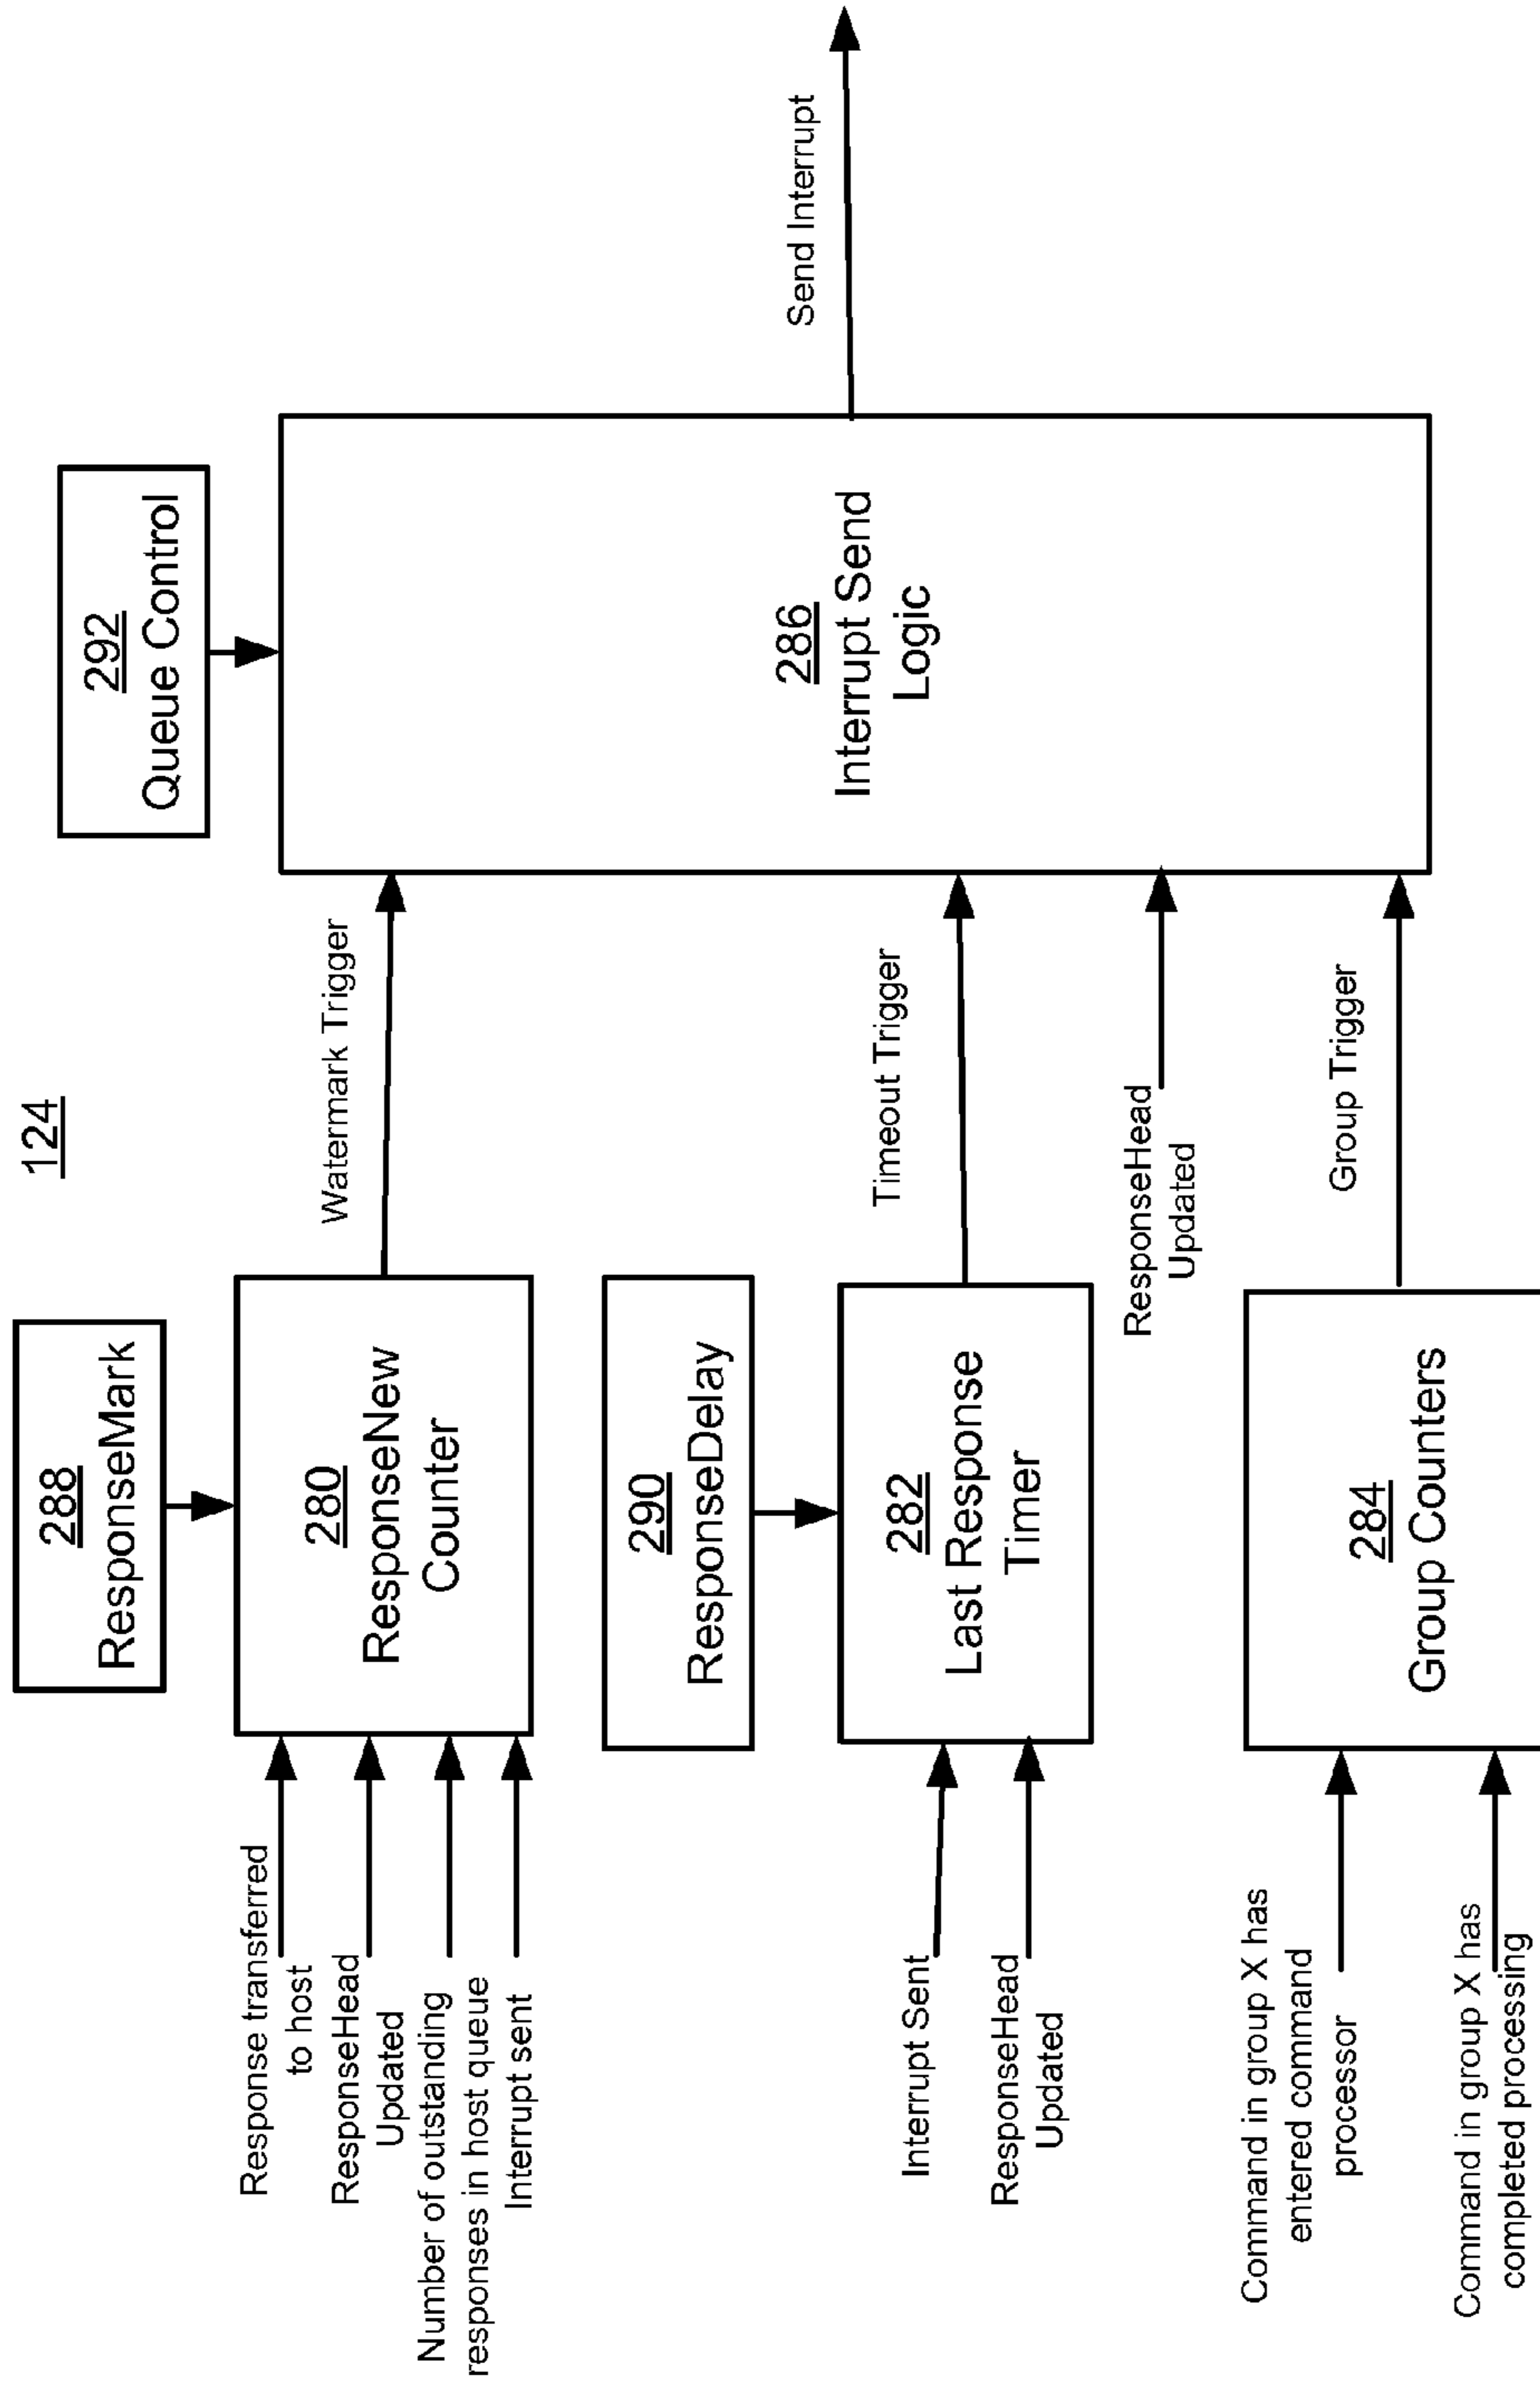 124
288
ResponseMark
292
Queue Control
Response transferred
to host
ResponseHead
Updated
Number of outstanding
responses in host queue
Interrupt sent
280
ResponseNew
Counter
Watermark Trigger
290
ResponseDelay
286
Interrupt Send
Logic
Send Interrupt
Interrupt Sent
ResponseHead
Updated
282
Last Response
Timer
Timeout Trigger
ResponseHead
Updated
Command in group X has
entered command
processor
Command in group X has
completed processing
284
Group Counters
Group Trigger